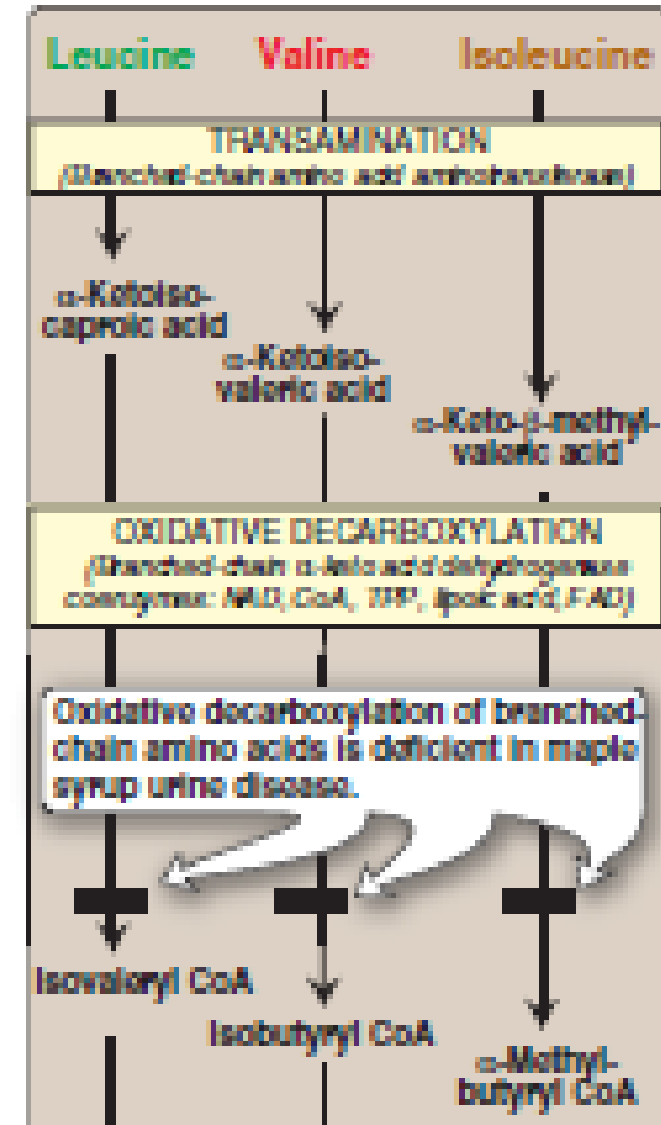 Leucine Valine Isoleucine
TRANSAMINATION
(Branched-chain amino acid aminotransferase)
α-Ketoiso-
caproic acid
α-Ketoiso-
valeric acid
α-Keto-β-methyl-
valeric acid
OXIDATIVE DECARBOXYLATION
(Branched-chain α-keto acid dehydrogenase
coenzymes: NAD, CoA, TPP, lipoic acid, FAD)
Oxidative decarboxylation of branched-
chain amino acids is deficient in maple
syrup urine disease.
Isovaleryl CoA
Isobutyryl CoA
α-Methyl-
butyryl CoA